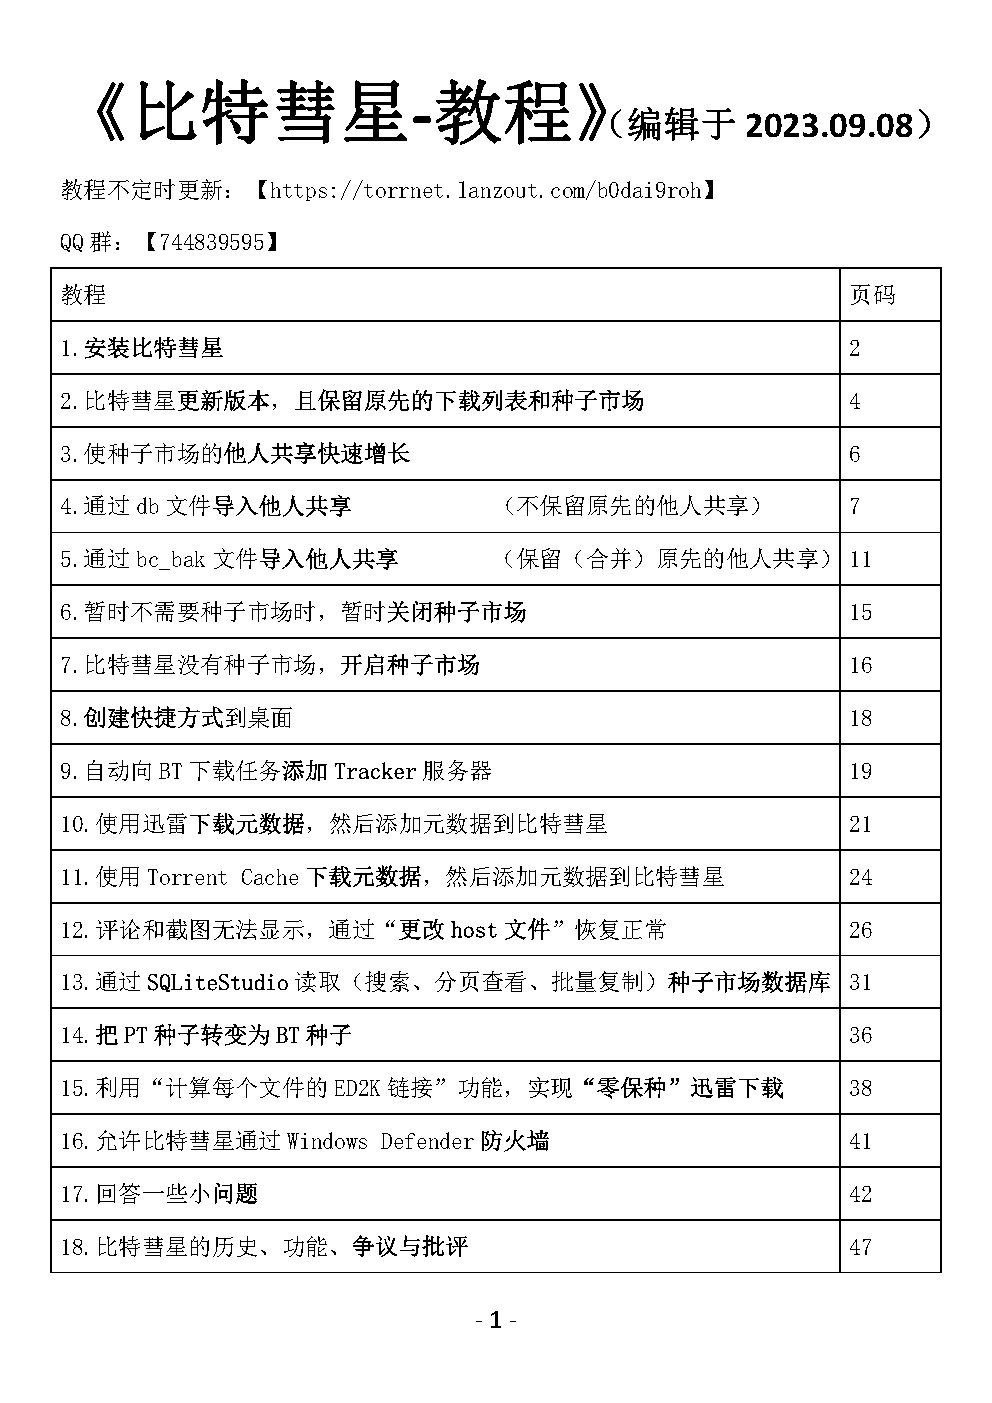 《比特彗星-教程》（编辑于 2023.09.08）
教程不定时更新：【https://torrnet.lanzout.com/b0dai9roh】
QQ 群：【744839595】
教程 页码
1.安装比特彗星 2
2.比特彗星更新版本，且保留原先的下载列表和种子市场 4
3.使种子市场的他人共享快速增长 6
4.通过 db 文件导入他人共享 （不保留原先的他人共享） 7
5.通过 bc_bak 文件导入他人共享 （保留（合并）原先的他人共享） 11
6.暂时不需要种子市场时，暂时关闭种子市场 15
7.比特彗星没有种子市场，开启种子市场 16
8.创建快捷方式到桌面 18
9.自动向 BT 下载任务添加 Tracker 服务器 19
10.使用迅雷下载元数据，然后添加元数据到比特彗星 21
11.使用 Torrent Cache 下载元数据，然后添加元数据到比特彗星 24
12.评论和截图无法显示，通过“更改 host 文件”恢复正常 26
13.通过 SQLiteStudio 读取（搜索、分页查看、批量复制）种子市场数据库 31
14.把 PT 种子转变为 BT 种子 36
15.利用“计算每个文件的 ED2K 链接”功能，实现“零保种”迅雷下载 38
16.允许比特彗星通过 Windows Defender 防火墙 41
17.回答一些小问题 42
18.比特彗星的历史、功能、争议与批评 47
- 1 -